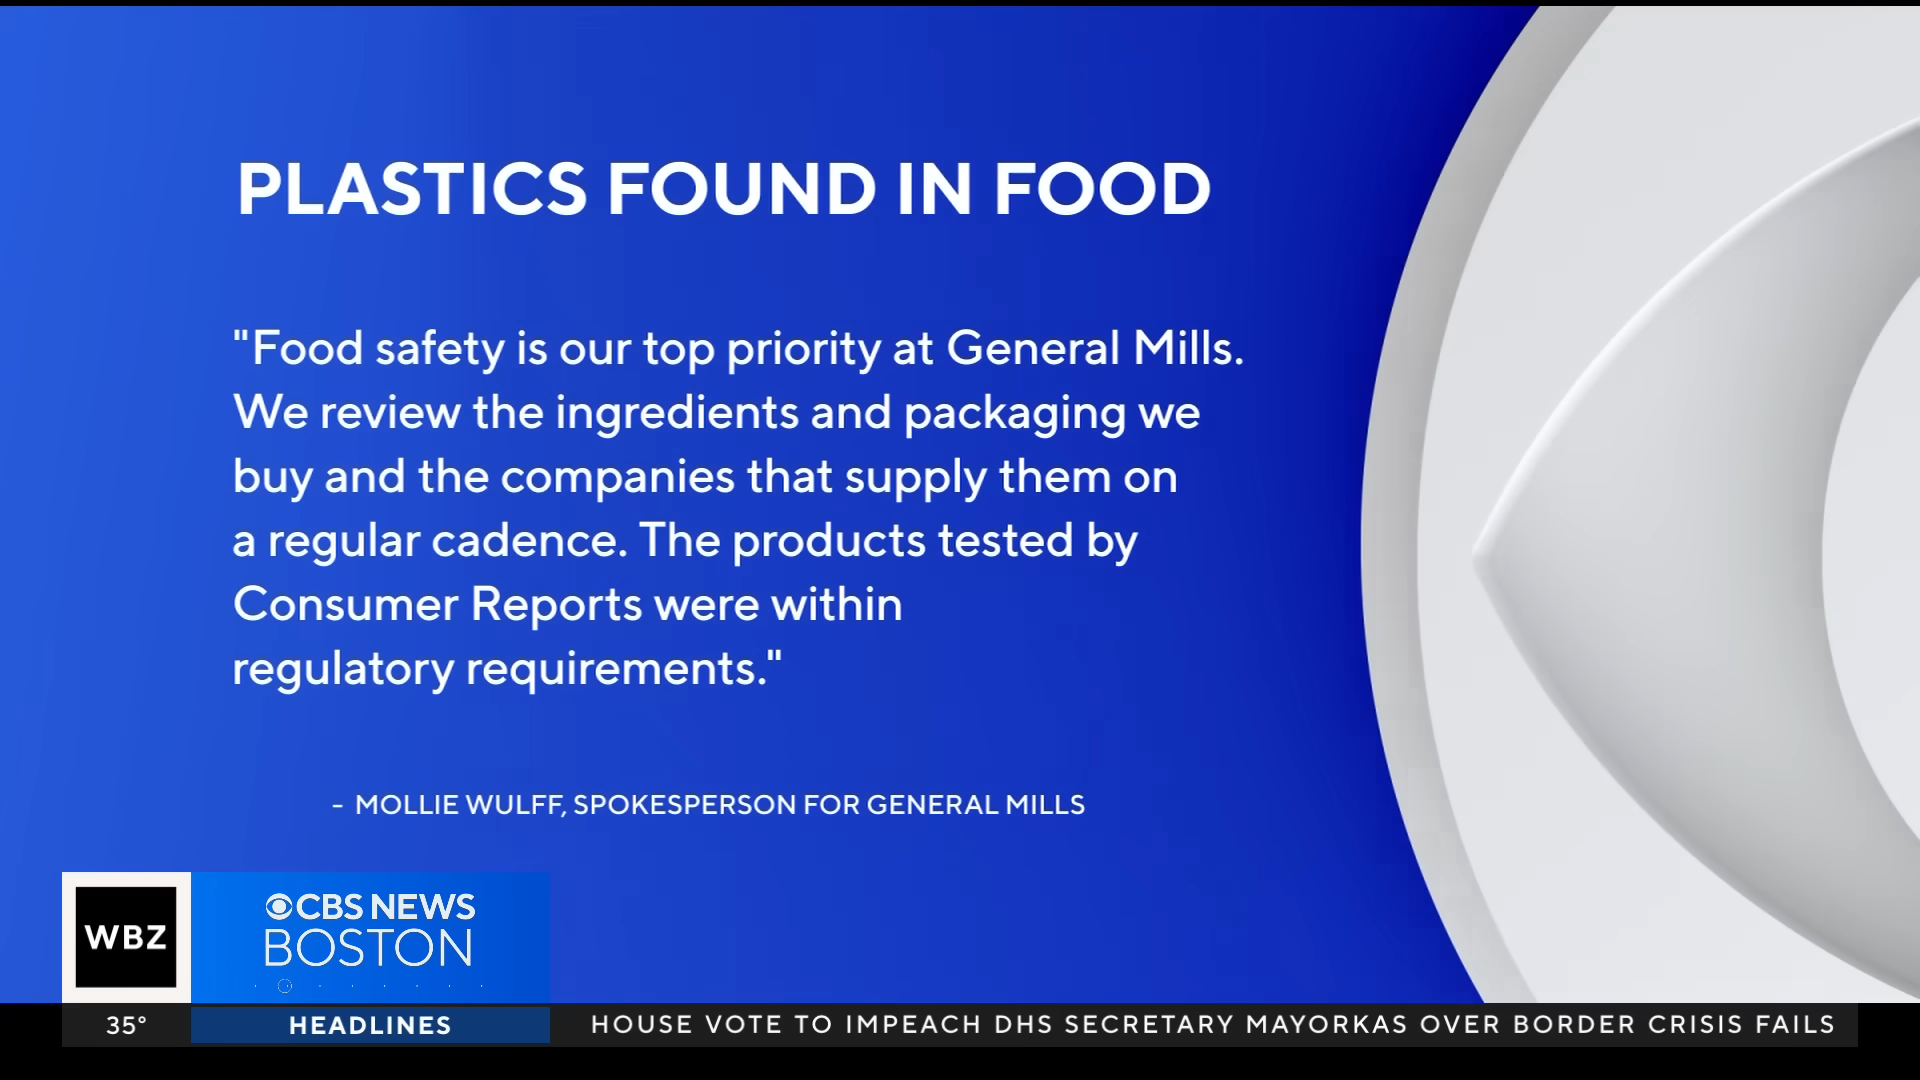 PLASTICS FOUND IN FOOD
"Food safety is our top priority at General Mills.
We review the ingredients and packaging we
buy and the companies that supply them on
a regular cadence. The products tested by
Consumer Reports were within
regulatory requirements."
- MOLLIE WULFF, SPOKESPERSON FOR GENERAL MILLS
WBZ
CBS NEWS
BOSTON
35°
HEADLINES
HOUSE VOTE TO IMPEACH DHS SECRETARY MAYORKAS OVER BORDER CRISIS FAILS